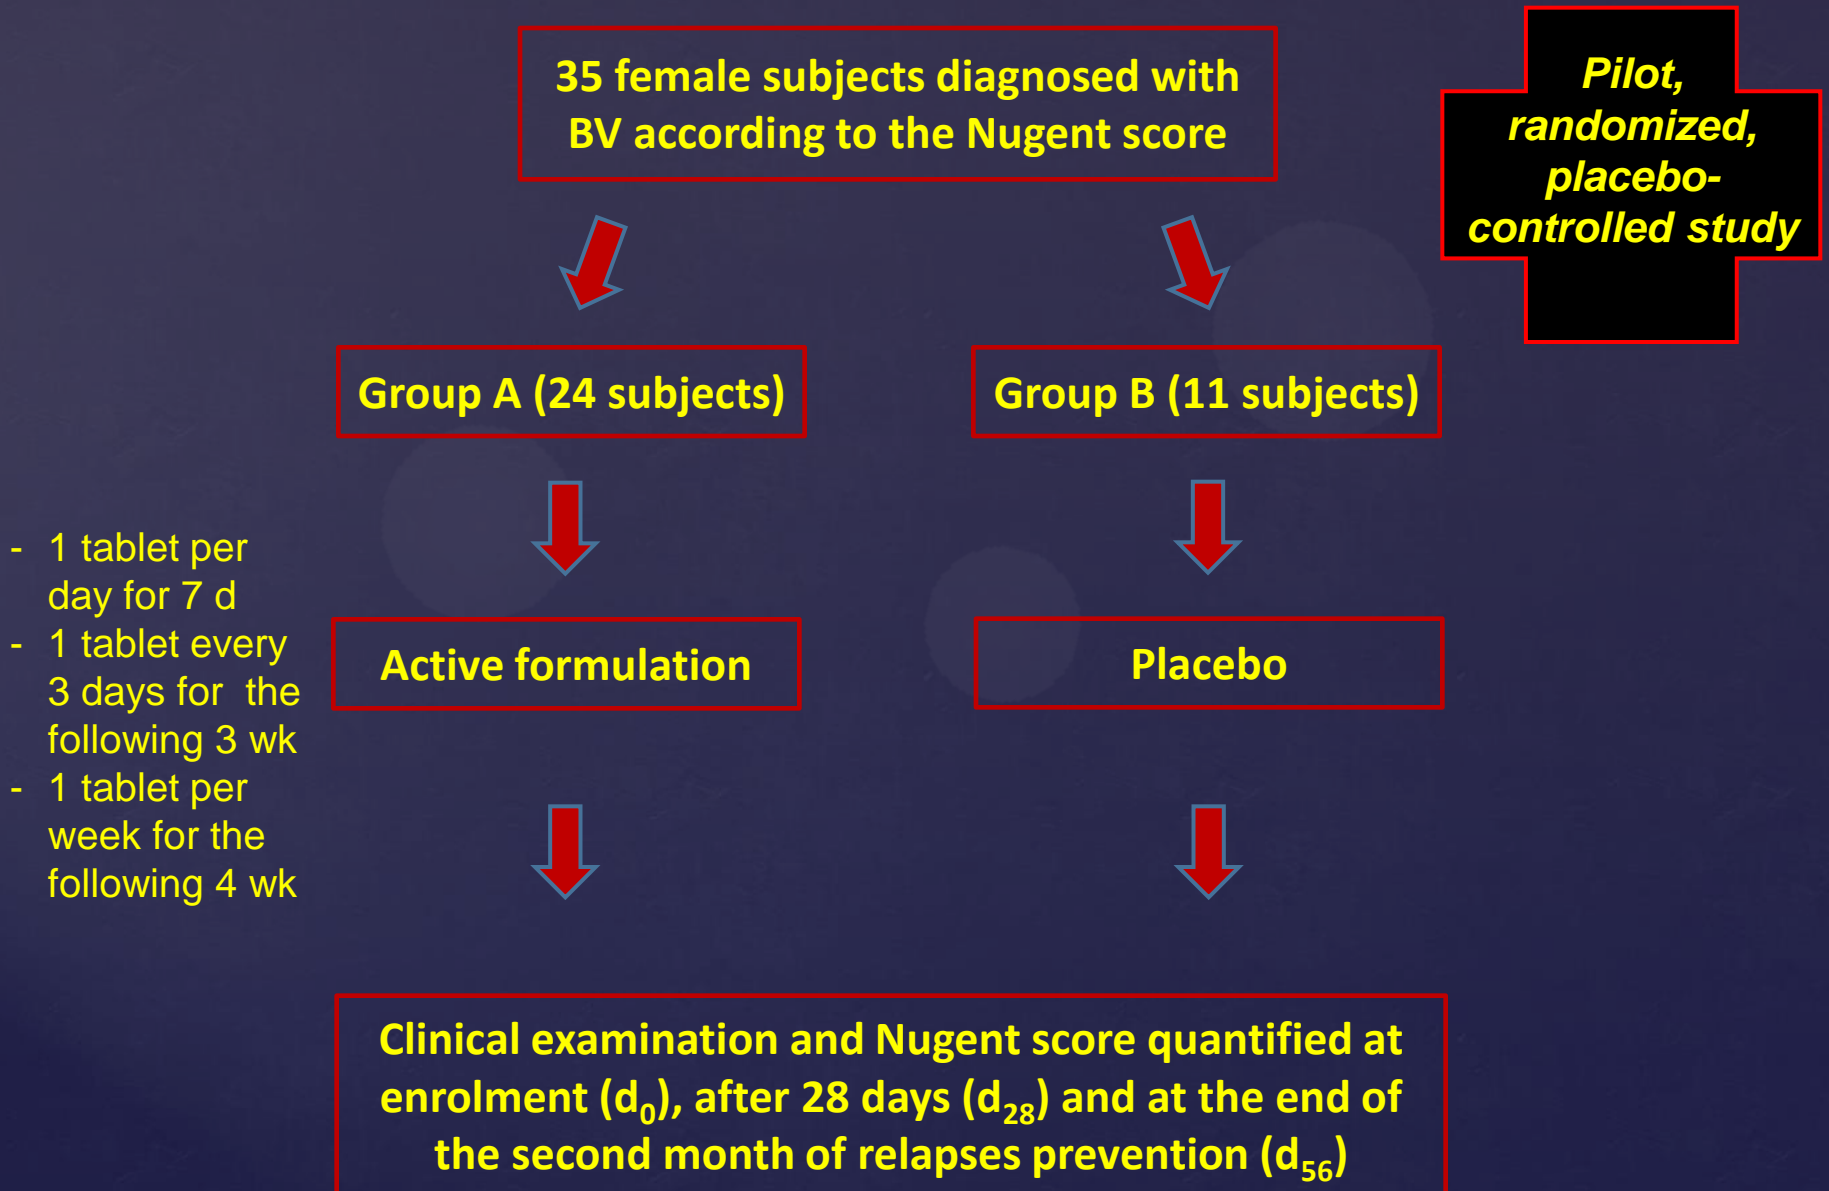 35 female subjects diagnosed with
BV according to the Nugent score
Pilot,
randomized,
placebo-
controlled study
Group A (24 subjects)
Group B (11 subjects)
- 1 tablet per
day for 7 d
- 1 tablet every
3 days for the
following 3 wk
- 1 tablet per
week for the
following 4 wk
Active formulation
Placebo
Clinical examination and Nugent score quantified at
enrolment (d0), after 28 days (d28) and at the end of
the second month of relapses prevention (d56)